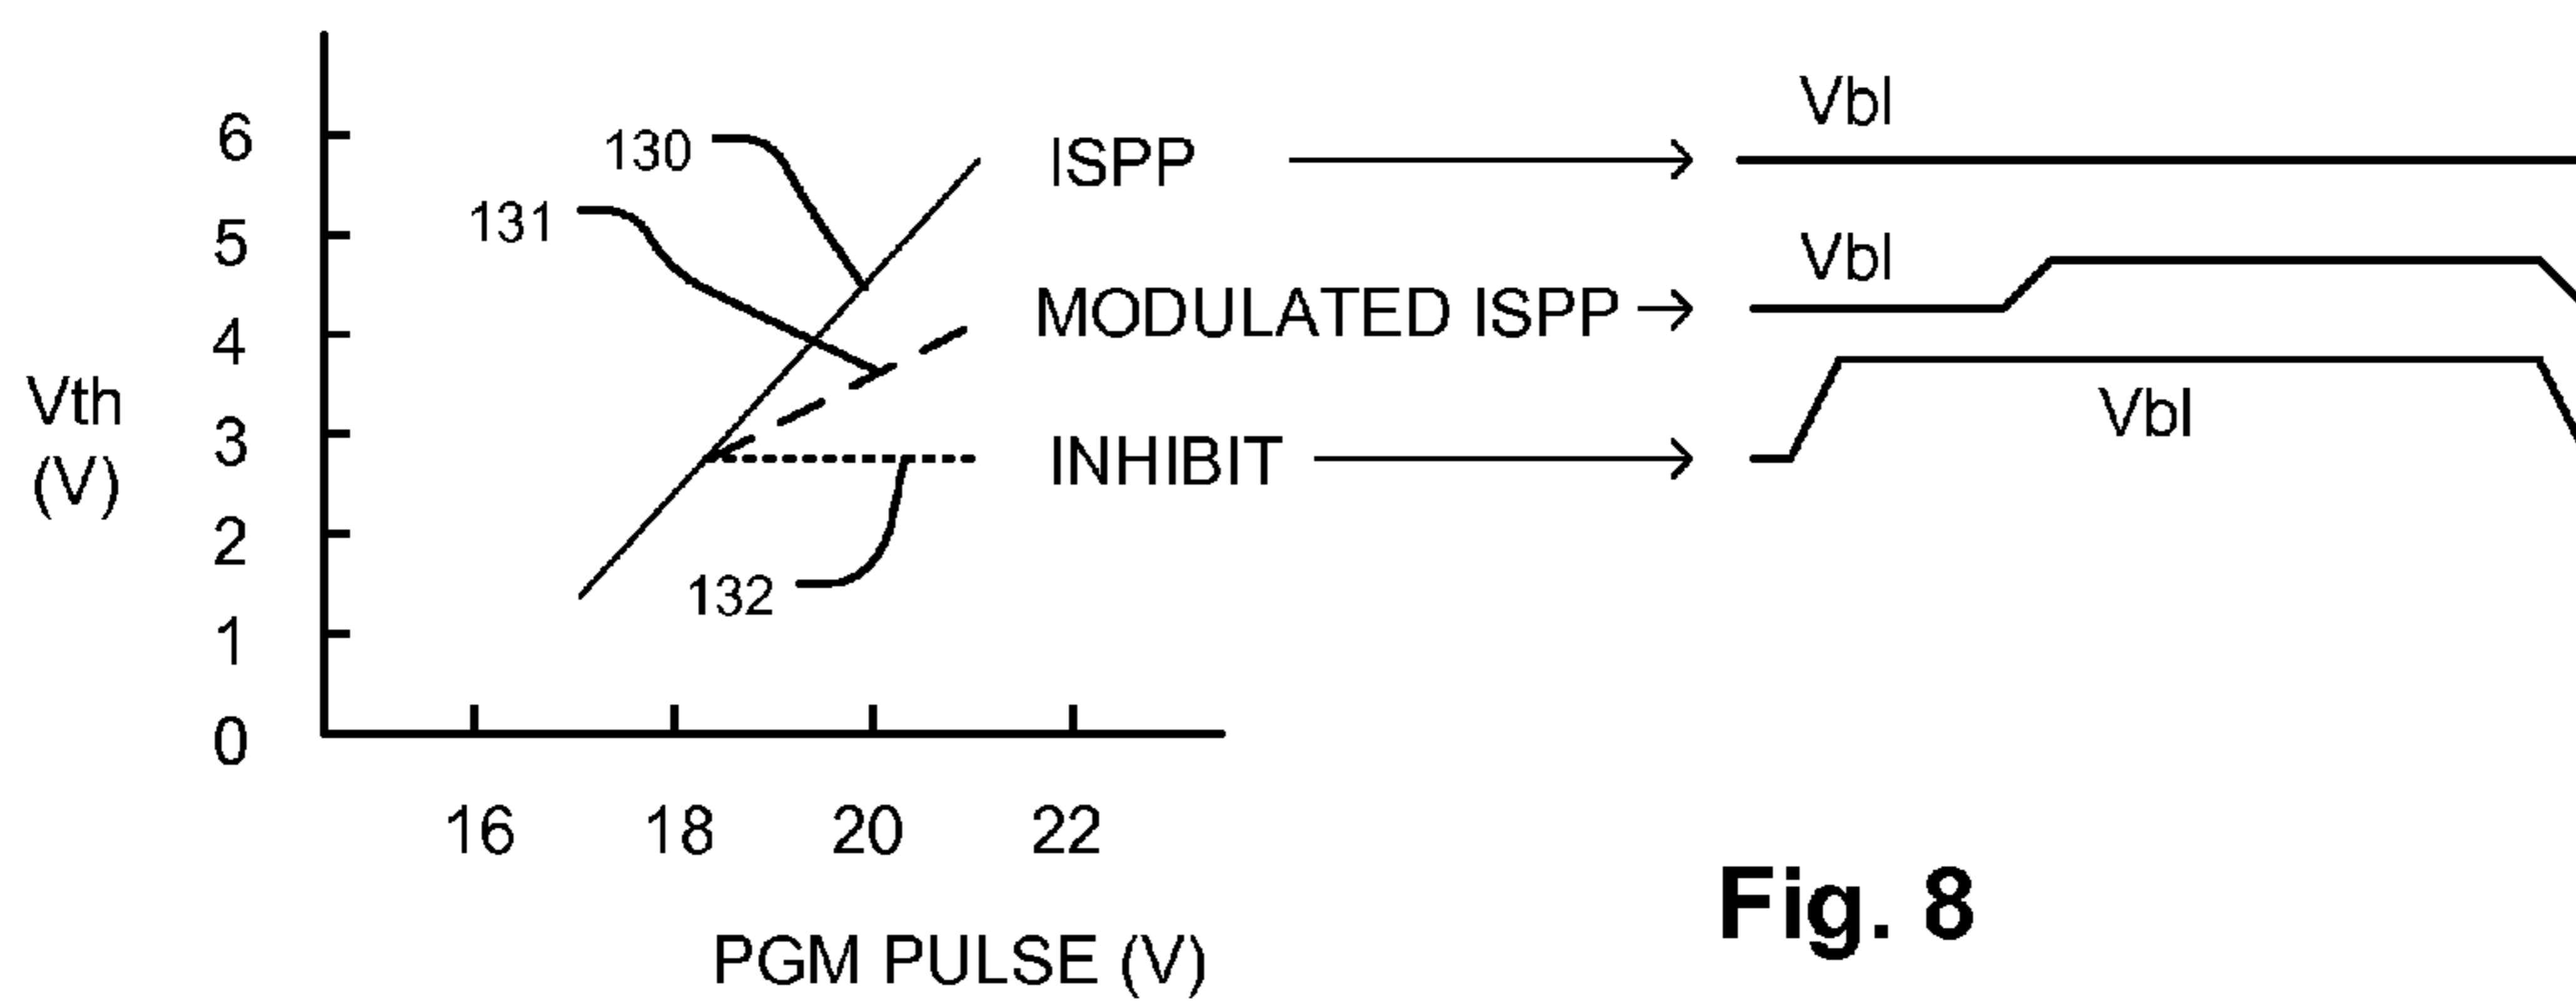 Vbl
6
130
ISPP
131
5
Vbl
4
MODULATED ISPP
Vth
(V)
3
INHIBIT
Vbl
2
132
1
0
16 18 20 22
PGM PULSE (V)
Fig. 8